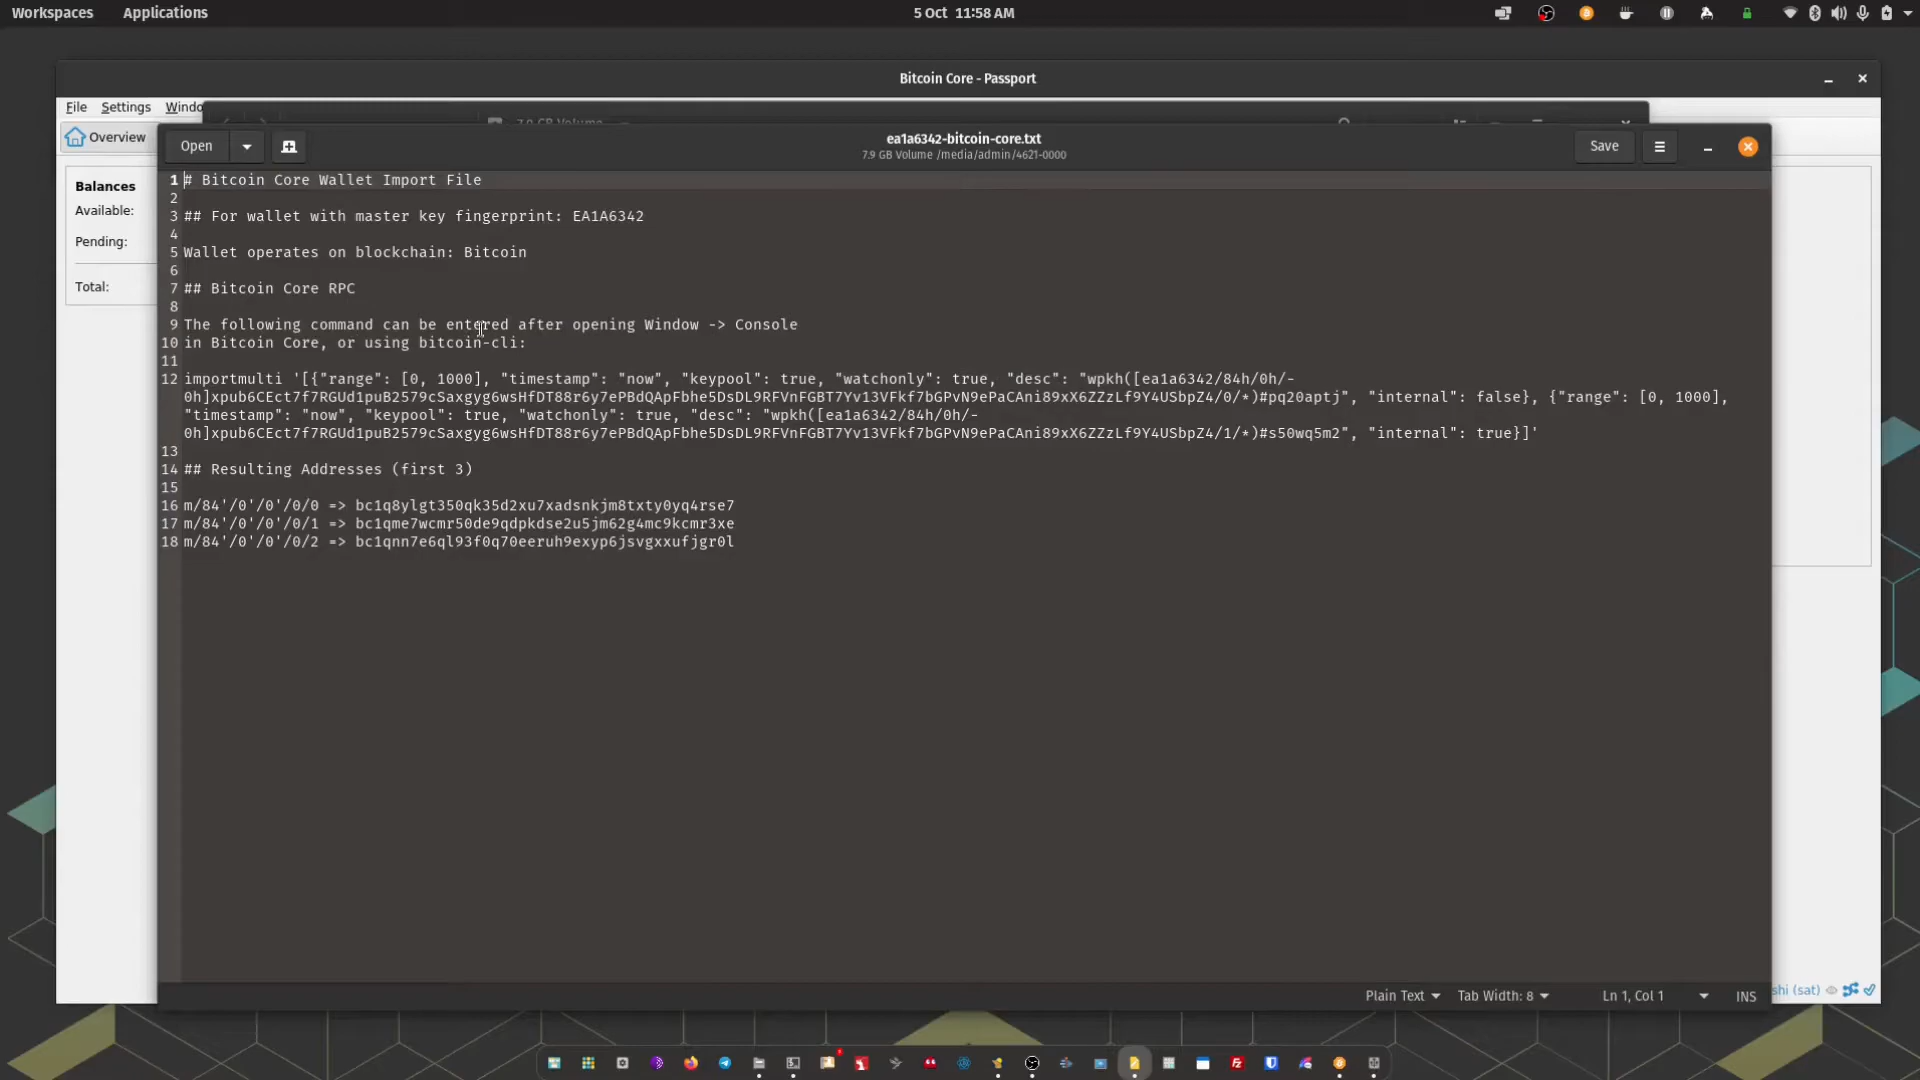 Workspaces Applications 5 Oct 11:58 AM
Bitcoin Core - Passport
File Settings Windo
7.9 GB Volume
Overview
Open ea1a6342-bitcoin-core.txt Save
7.9 GB Volume /media/admin/4621-0000
Balances
Available:
Pending:
Total:
1 # Bitcoin Core Wallet Import File
2
3 ## For wallet with master key fingerprint: EA1A6342
4
5 Wallet operates on blockchain: Bitcoin
6
7 ## Bitcoin Core RPC
8
9 The following command can be entered after opening Window -> Console
10 in Bitcoin Core, or using bitcoin-cli:
11
12 importmulti '[{"range": [0, 1000], "timestamp": "now", "keypool": true, "watchonly": true, "desc": "wpkh([ea1a6342/84h/0h/-
0h]xpub6CEct7f7RGUd1puB2579cSaxgyg6wsHfDT88r6y7ePBdQApFbhe5DsDL9RFVnFGBT7Yv13VFkf7bGPvN9ePaCAni89xX6ZZzLf9Y4USbpZ4/0/*)#pq20aptj", "internal": false}, {"range": [0, 1000],
"timestamp": "now", "keypool": true, "watchonly": true, "desc": "wpkh([ea1a6342/84h/0h/-
0h]xpub6CEct7f7RGUd1puB2579cSaxgyg6wsHfDT88r6y7ePBdQApFbhe5DsDL9RFVnFGBT7Yv13VFkf7bGPvN9ePaCAni89xX6ZZzLf9Y4USbpZ4/1/*)#s50wq5m2", "internal": true}]'
13
14 ## Resulting Addresses (first 3)
15
16 m/84'/0'/0'/0/0 => bc1q8ylgt350qk35d2xu7xadsnkjm8txty0yq4rse7
17 m/84'/0'/0'/0/1 => bc1qme7wcmr50de9qdpkdse2u5jm62g4mc9kcmr3xe
18 m/84'/0'/0'/0/2 => bc1qnn7e6ql93f0q70eeruh9exyp6jsvgxxufjgr0l
Plain Text Tab Width: 8 Ln 1, Col 1 INS
shi (sat)